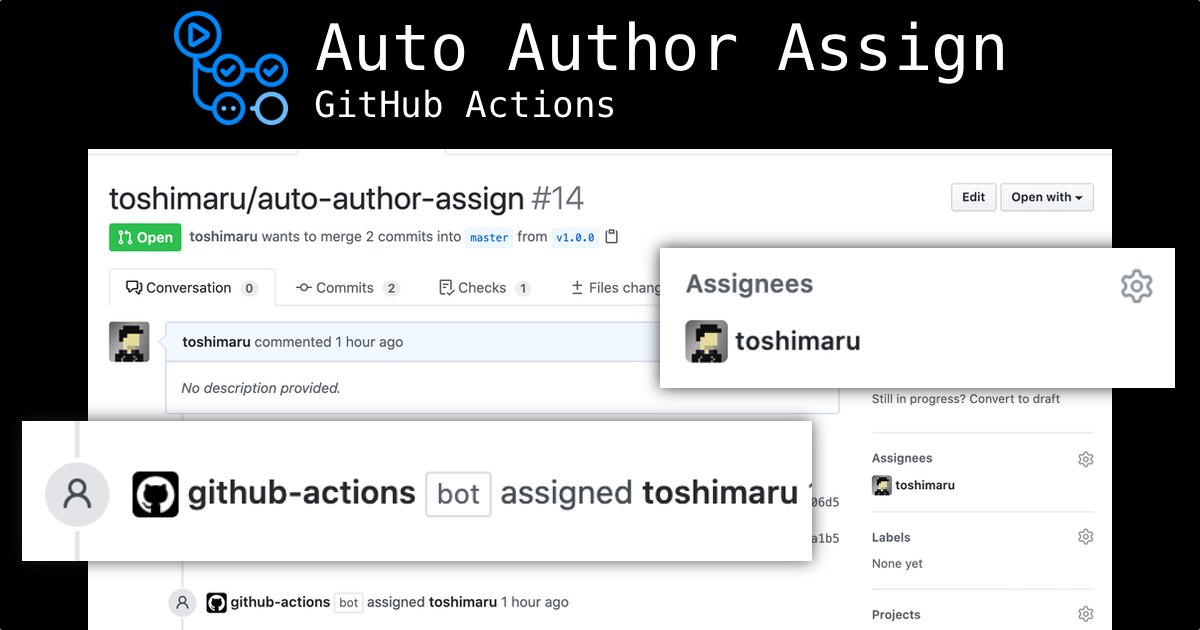 Auto Author Assign
GitHub Actions
toshimaru/auto-author-assign #14
Edit
Open with
Open
toshimaru wants to merge 2 commits into master from v1.0.0
Conversation 0
Commits 2
Checks 1
Files chang
Assignees
toshimaru
toshimaru commented 1 hour ago
No description provided.
Still in progress? Convert to draft
Assignees
toshimaru
github-actions bot assigned toshimaru
06d5
a1b5
Labels
None yet
github-actions bot assigned toshimaru 1 hour ago
Projects